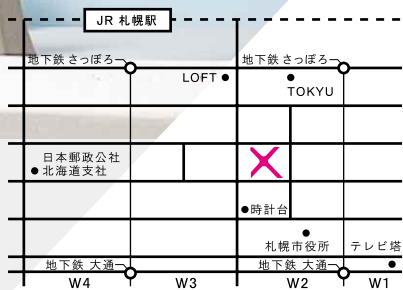 JR 札幌駅
地下鉄 さっぽろ
地下鉄 さっぽろ
LOFT
TOKYU
日本郵政公社
北海道支社
時計台
札幌市役所
テレビ塔
地下鉄 大通
地下鉄 大通
W4
W3
W2
W1